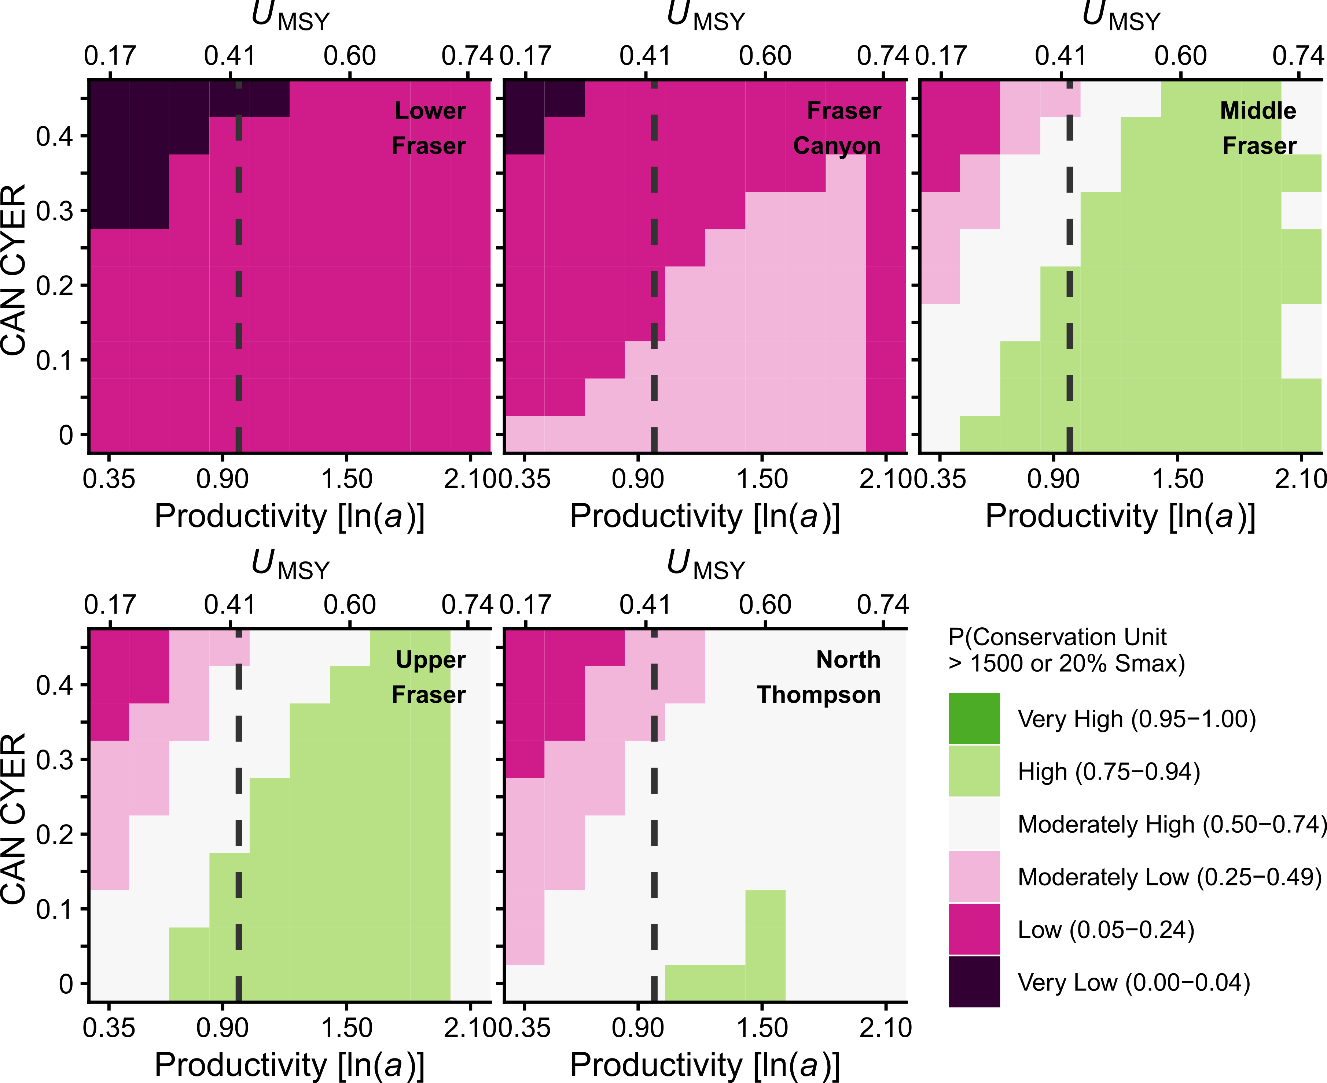 U MSY U MSY U MSY
0.17 0.41 0.60 0.74 0.17 0.41 0.60 0.74 0.17 0.41 0.60 0.74
Lower Fraser
Fraser Canyon
Middle Fraser
CAN CYER
0.4
0.3
0.2
0.1
0
0.35 0.90 1.50 2.10 0.35 0.90 1.50 2.10 0.35 0.90 1.50 2.10
Productivity [ln(a)] Productivity [ln(a)] Productivity [ln(a)]
U MSY U MSY
0.17 0.41 0.60 0.74 0.17 0.41 0.60 0.74
Upper Fraser
North Thompson
CAN CYER
0.4
0.3
0.2
0.1
0
0.35 0.90 1.50 2.10 0.35 0.90 1.50 2.10
Productivity [ln(a)] Productivity [ln(a)]
P(Conservation Unit
> 1500 or 20% Smax)
Very High (0.95−1.00)
High (0.75−0.94)
Moderately High (0.50−0.74)
Moderately Low (0.25−0.49)
Low (0.05−0.24)
Very Low (0.00−0.04)